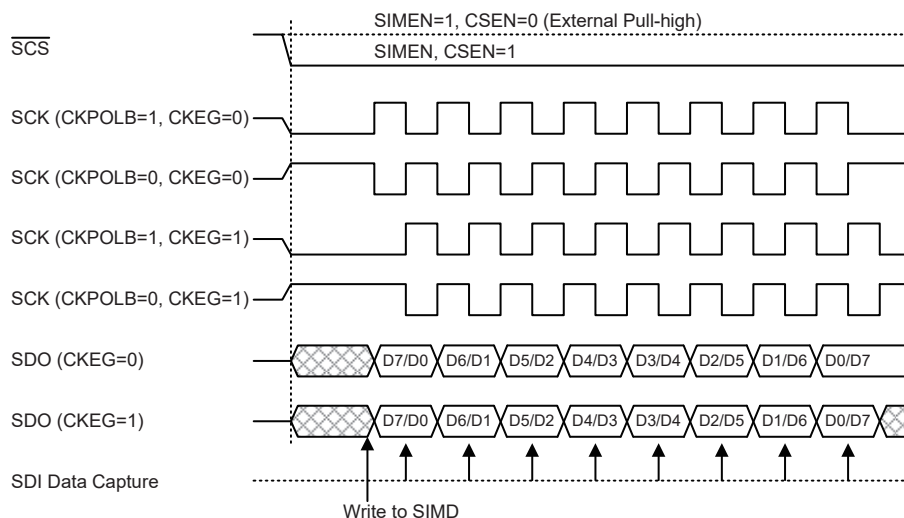 SIMEN=1, CSEN=0 (External Pull-high)
SCS
SIMEN, CSEN=1
SCK (CKPOLB=1, CKEG=0)
SCK (CKPOLB=0, CKEG=0)
SCK (CKPOLB=1, CKEG=1)
SCK (CKPOLB=0, CKEG=1)
SDO (CKEG=0) D7/D0 D6/D1 D5/D2 D4/D3 D3/D4 D2/D5 D1/D6 D0/D7
SDO (CKEG=1) D7/D0 D6/D1 D5/D2 D4/D3 D3/D4 D2/D5 D1/D6 D0/D7
SDI Data Capture
Write to SIMD